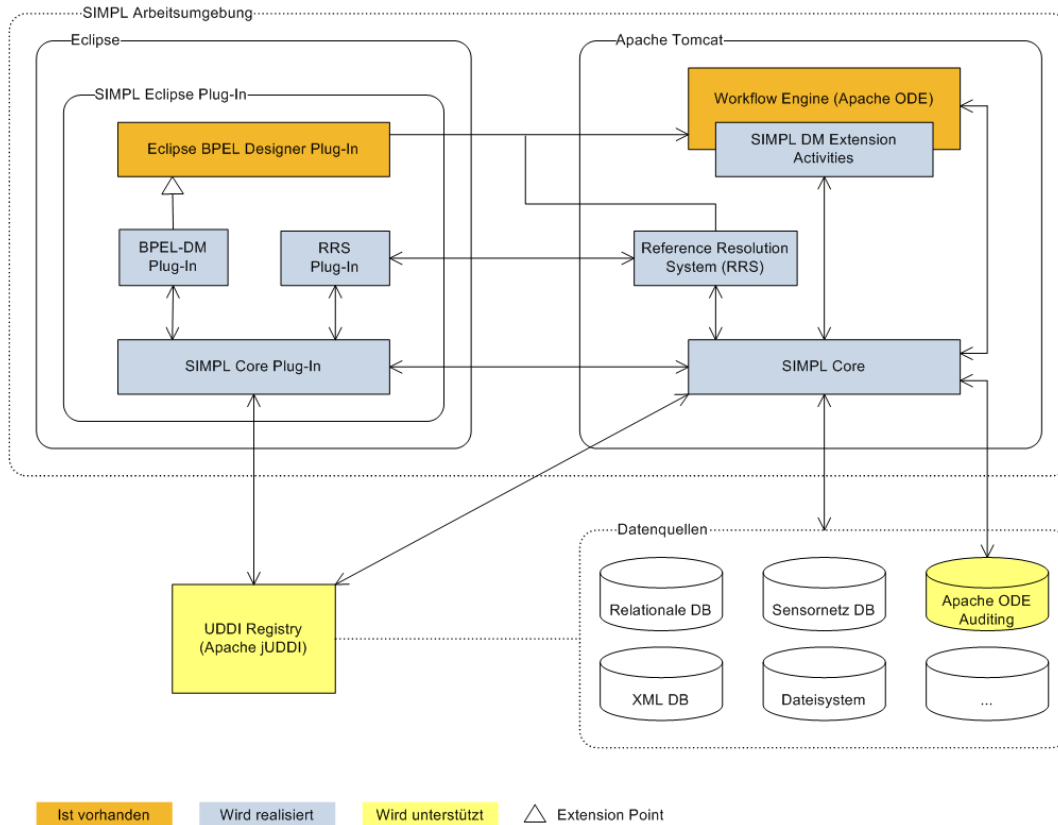 SIMPL Arbeitsumgebung
Eclipse
Apache Tomcat
SIMPL Eclipse Plug-In
Eclipse BPEL Designer Plug-In
Workflow Engine (Apache ODE)
SIMPL DM Extension
Activities
BPEL-DM
Plug-In
RRS
Plug-In
Reference Resolution
System (RRS)
SIMPL Core Plug-In
SIMPL Core
Datenquellen
Relationale DB
Sensornetz DB
Apache ODE
Auditing
UDDI Registry
(Apache jUDDI)
XML DB
Dateisystem
...
Ist vorhanden
Wird realisiert
Wird unterstützt
Extension Point